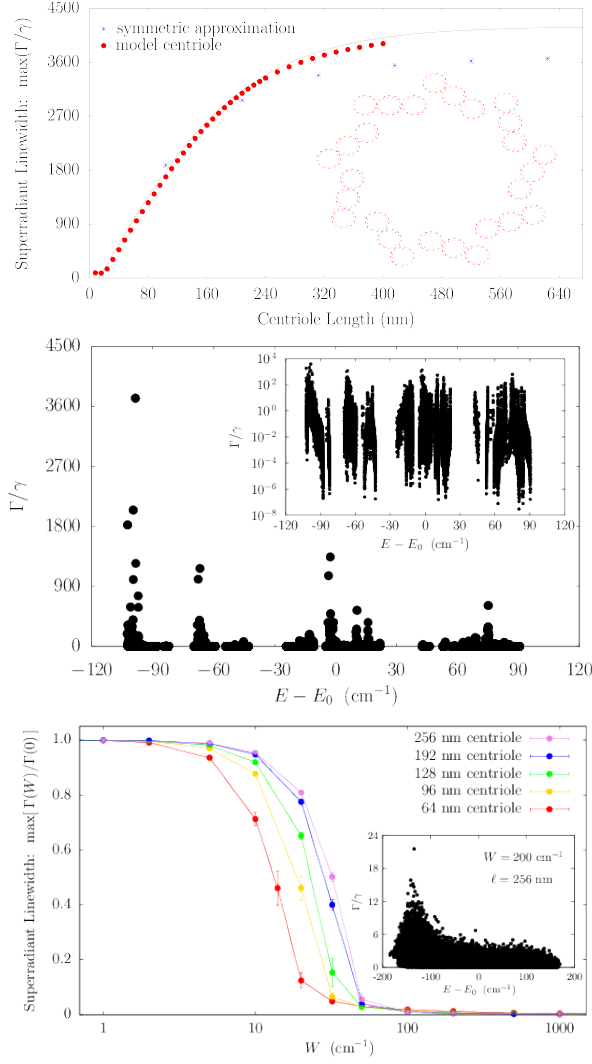 4500
3600
2700
1800
900
0
Superradiant Linewidth: max(Γ/γ)
symmetric approximation
model centriole
0 80 160 240 320 400 480 560 640
Centriole Length (nm)
4500
3600
2700
1800
900
0
Γ/γ
10⁴
10²
10⁰
10⁻²
10⁻⁴
10⁻⁶
10⁻⁸
Γ/γ
-120 -90 -60 -30 0 30 60 90 120
E − E₀ (cm⁻¹)
−120 −90 −60 −30 0 30 60 90 120
E − E₀ (cm⁻¹)
1.0
0.8
0.6
0.4
0.2
0
Superradiant Linewidth: max[Γ(W)/Γ(0)]
256 nm centriole
192 nm centriole
128 nm centriole
96 nm centriole
64 nm centriole
24
18
12
6
0
Γ/γ
W = 200 cm⁻¹
ℓ = 256 nm
-200 -100 0 100 200
E − E₀ (cm⁻¹)
1 10 100 1000
W (cm⁻¹)